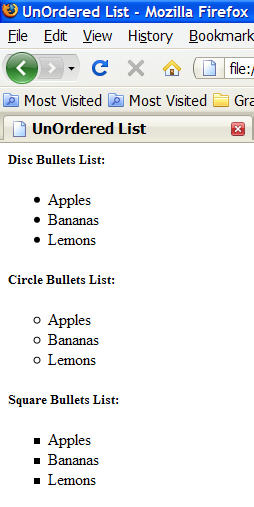 UnOrdered List - Mozilla Firefox
File Edit View History Bookmark
file:/
Most Visited Most Visited Gra
UnOrdered List
Disc Bullets List:
Apples
Bananas
Lemons
Circle Bullets List:
Apples
Bananas
Lemons
Square Bullets List:
Apples
Bananas
Lemons